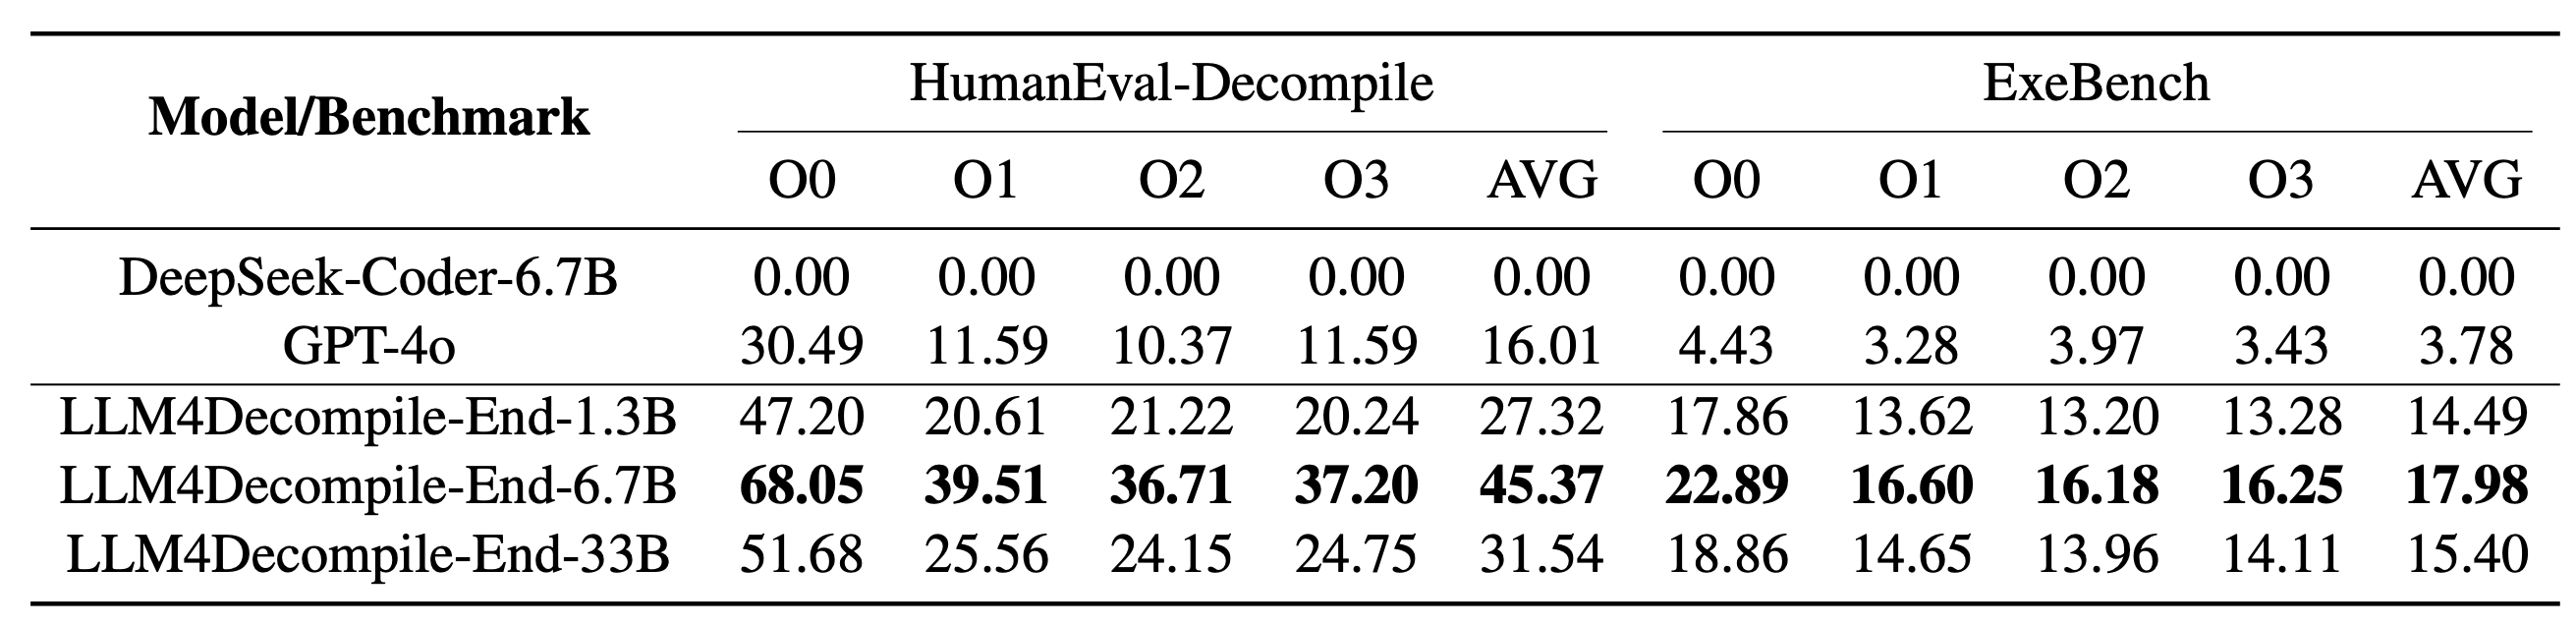 HumanEval-Decompile ExeBench
Model/Benchmark
O0 O1 O2 O3 AVG O0 O1 O2 O3 AVG
DeepSeek-Coder-6.7B 0.00 0.00 0.00 0.00 0.00 0.00 0.00 0.00 0.00 0.00
GPT-4o 30.49 11.59 10.37 11.59 16.01 4.43 3.28 3.97 3.43 3.78
LLM4Decompile-End-1.3B 47.20 20.61 21.22 20.24 27.32 17.86 13.62 13.20 13.28 14.49
LLM4Decompile-End-6.7B 68.05 39.51 36.71 37.20 45.37 22.89 16.60 16.18 16.25 17.98
LLM4Decompile-End-33B 51.68 25.56 24.15 24.75 31.54 18.86 14.65 13.96 14.11 15.40